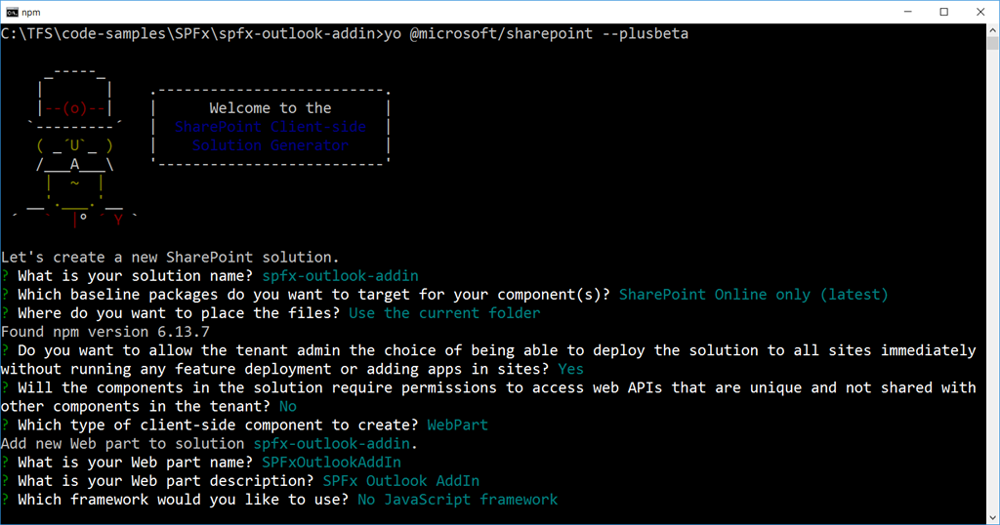 npm
C:\TFS\code-samples\SPFx\spfx-outlook-addin>yo @microsoft/sharepoint --plusbeta
Welcome to the
SharePoint Client-side
Solution Generator
Let's create a new SharePoint solution.
? What is your solution name? spfx-outlook-addin
? Which baseline packages do you want to target for your component(s)? SharePoint Online only (latest)
? Where do you want to place the files? Use the current folder
Found npm version 6.13.7
? Do you want to allow the tenant admin the choice of being able to deploy the solution to all sites immediately
without running any feature deployment or adding apps in sites? Yes
? Will the components in the solution require permissions to access web APIs that are unique and not shared with
other components in the tenant? No
? Which type of client-side component to create? WebPart
Add new Web part to solution spfx-outlook-addin.
? What is your Web part name? SPFxOutlookAddIn
? What is your Web part description? SPFx Outlook AddIn
? Which framework would you like to use? No JavaScript framework